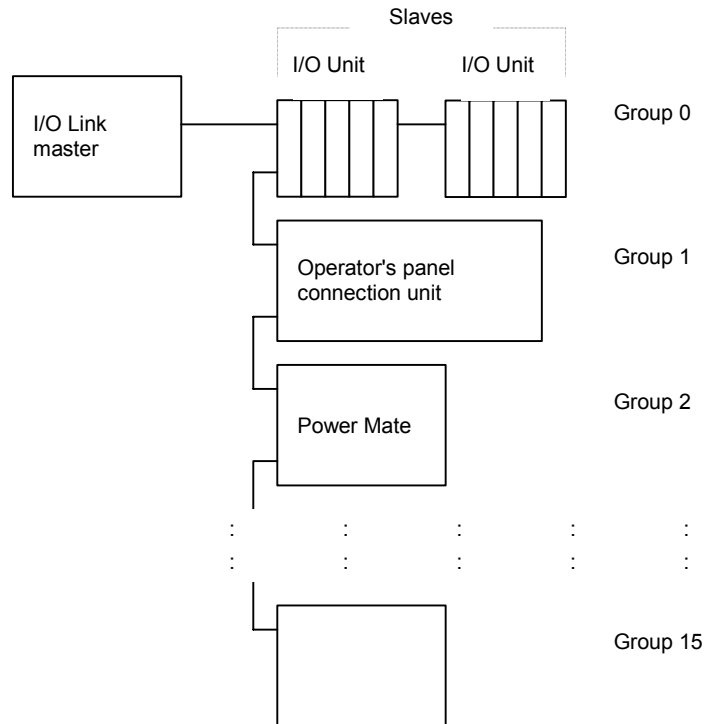 Slaves
I/O Unit
I/O Unit
I/O Link
master
Group 0
Operator's panel
connection unit
Group 1
Power Mate
Group 2
: : : : :
: : : : :
Group 15